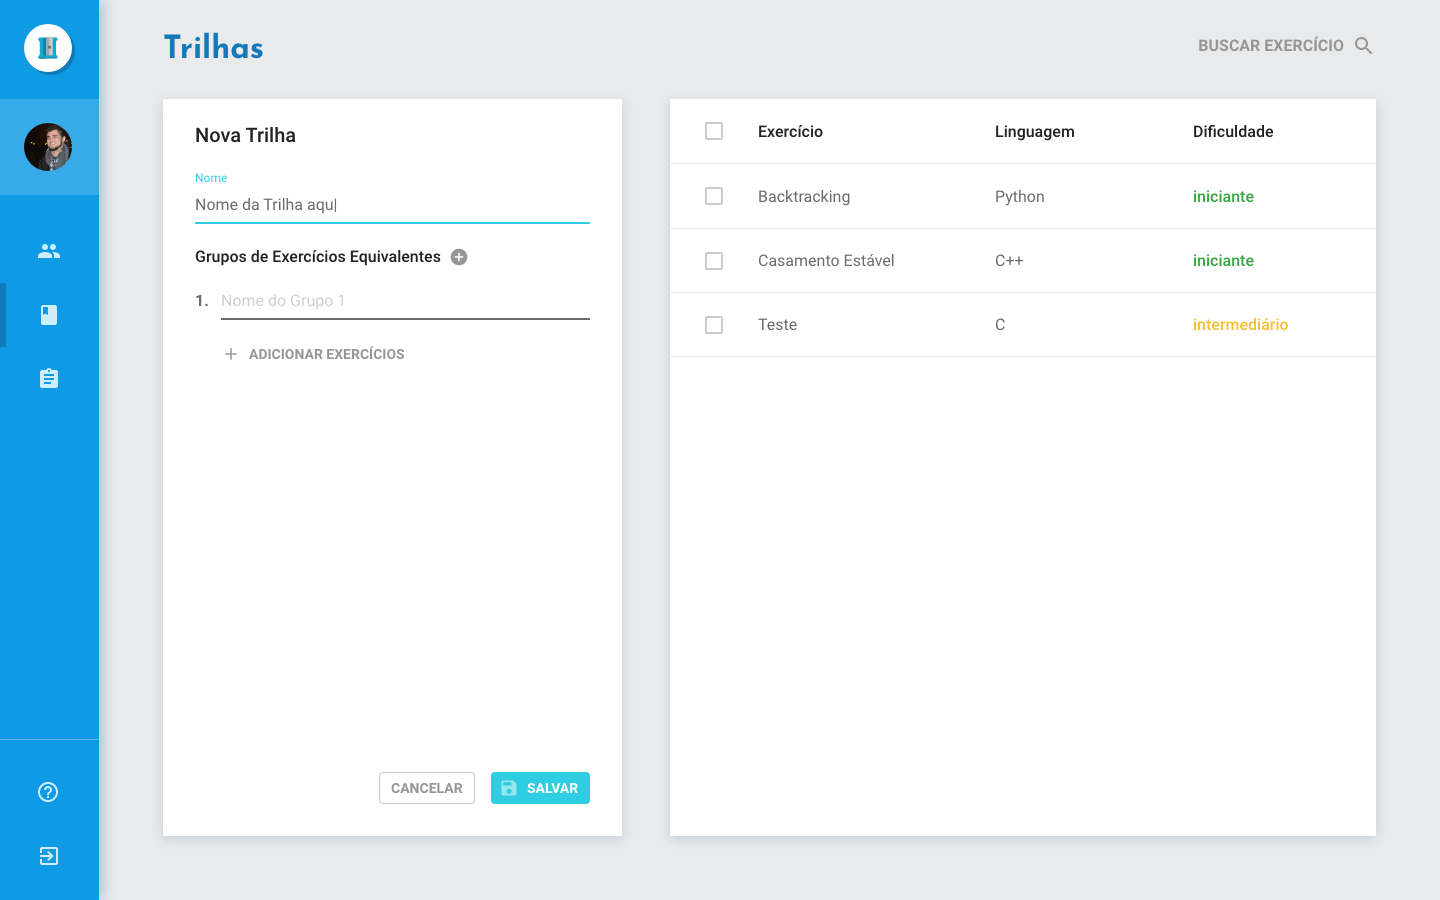 Trilhas
BUSCAR EXERCÍCIO
Nova Trilha
Nome
Nome da Trilha aqu|
Grupos de Exercícios Equivalentes
1. Nome do Grupo 1
ADICIONAR EXERCÍCIOS
CANCELAR SALVAR
Exercício Linguagem Dificuldade
Backtracking Python iniciante
Casamento Estável C++ iniciante
Teste C intermediário